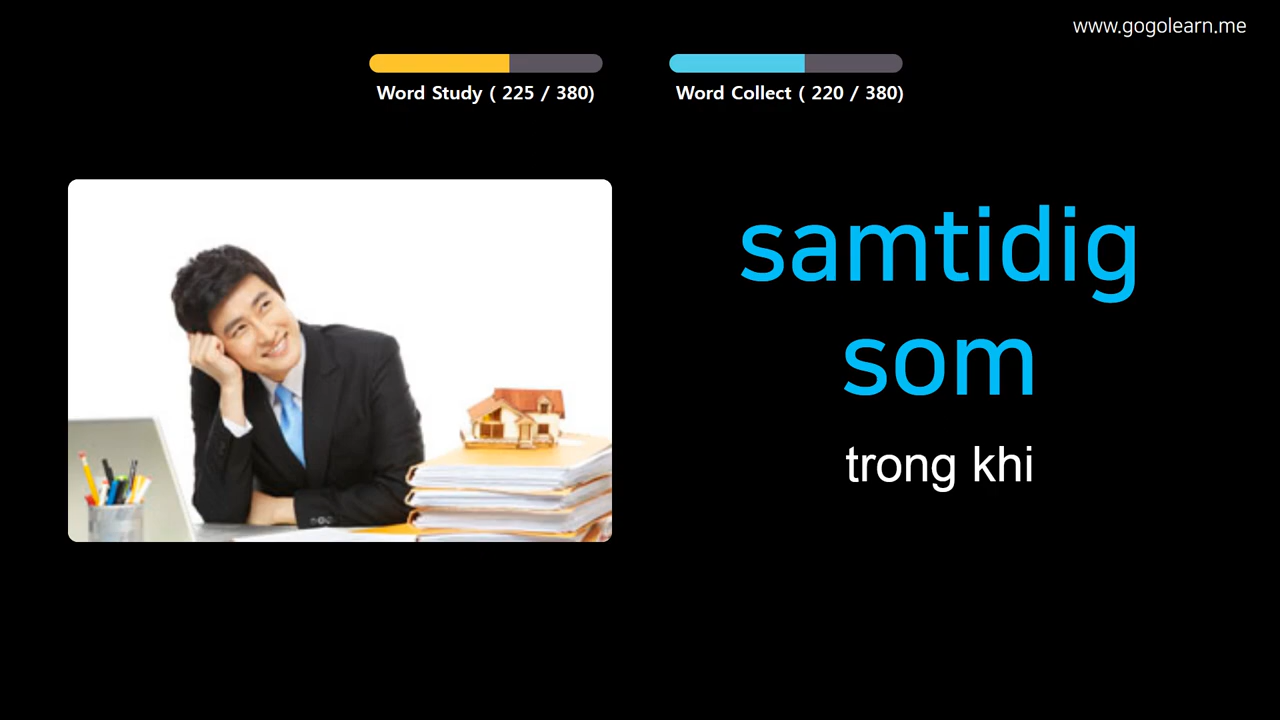 www.gogolearn.me
Word Study ( 225 / 380)
Word Collect ( 220 / 380)
samtidig
som
trong khi